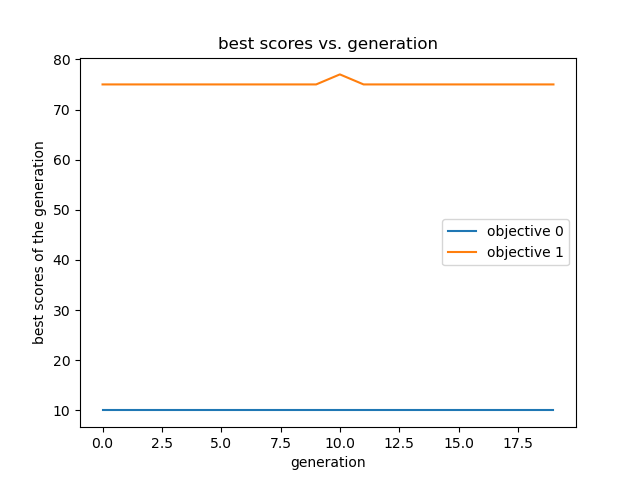 best scores vs. generation
best scores of the generation
80
70
60
50
40
30
20
10
objective 0
objective 1
0.0 2.5 5.0 7.5 10.0 12.5 15.0 17.5
generation